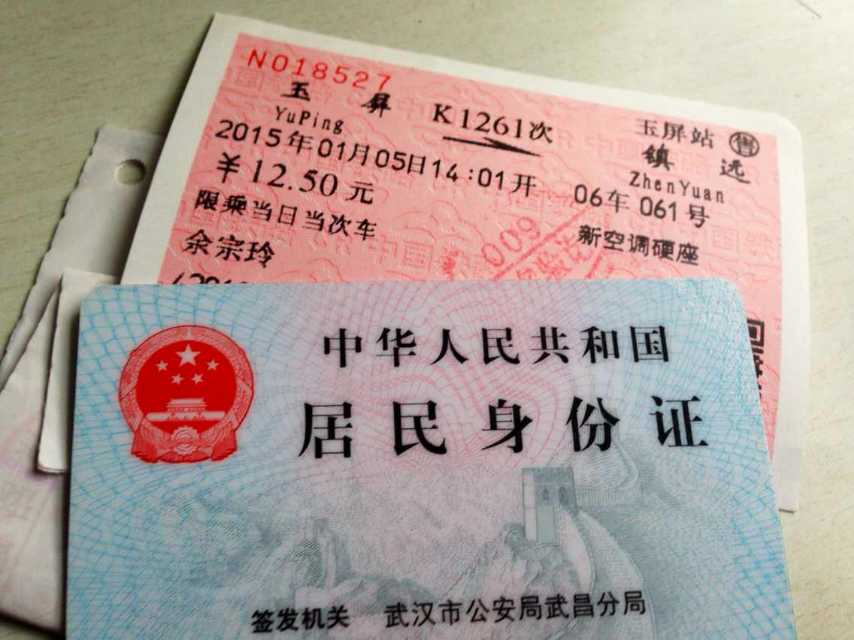 N018527
玉屏站 售
玉屏 K1261次 镇远
YuPing ZhenYuan
2015年01月05日14:01开 06车 061号
¥12.50元 新空调硬座
限乘当日当次车
余宗玲
009
中华人民共和国
居民身份证
签发机关 武汉市公安局武昌分局